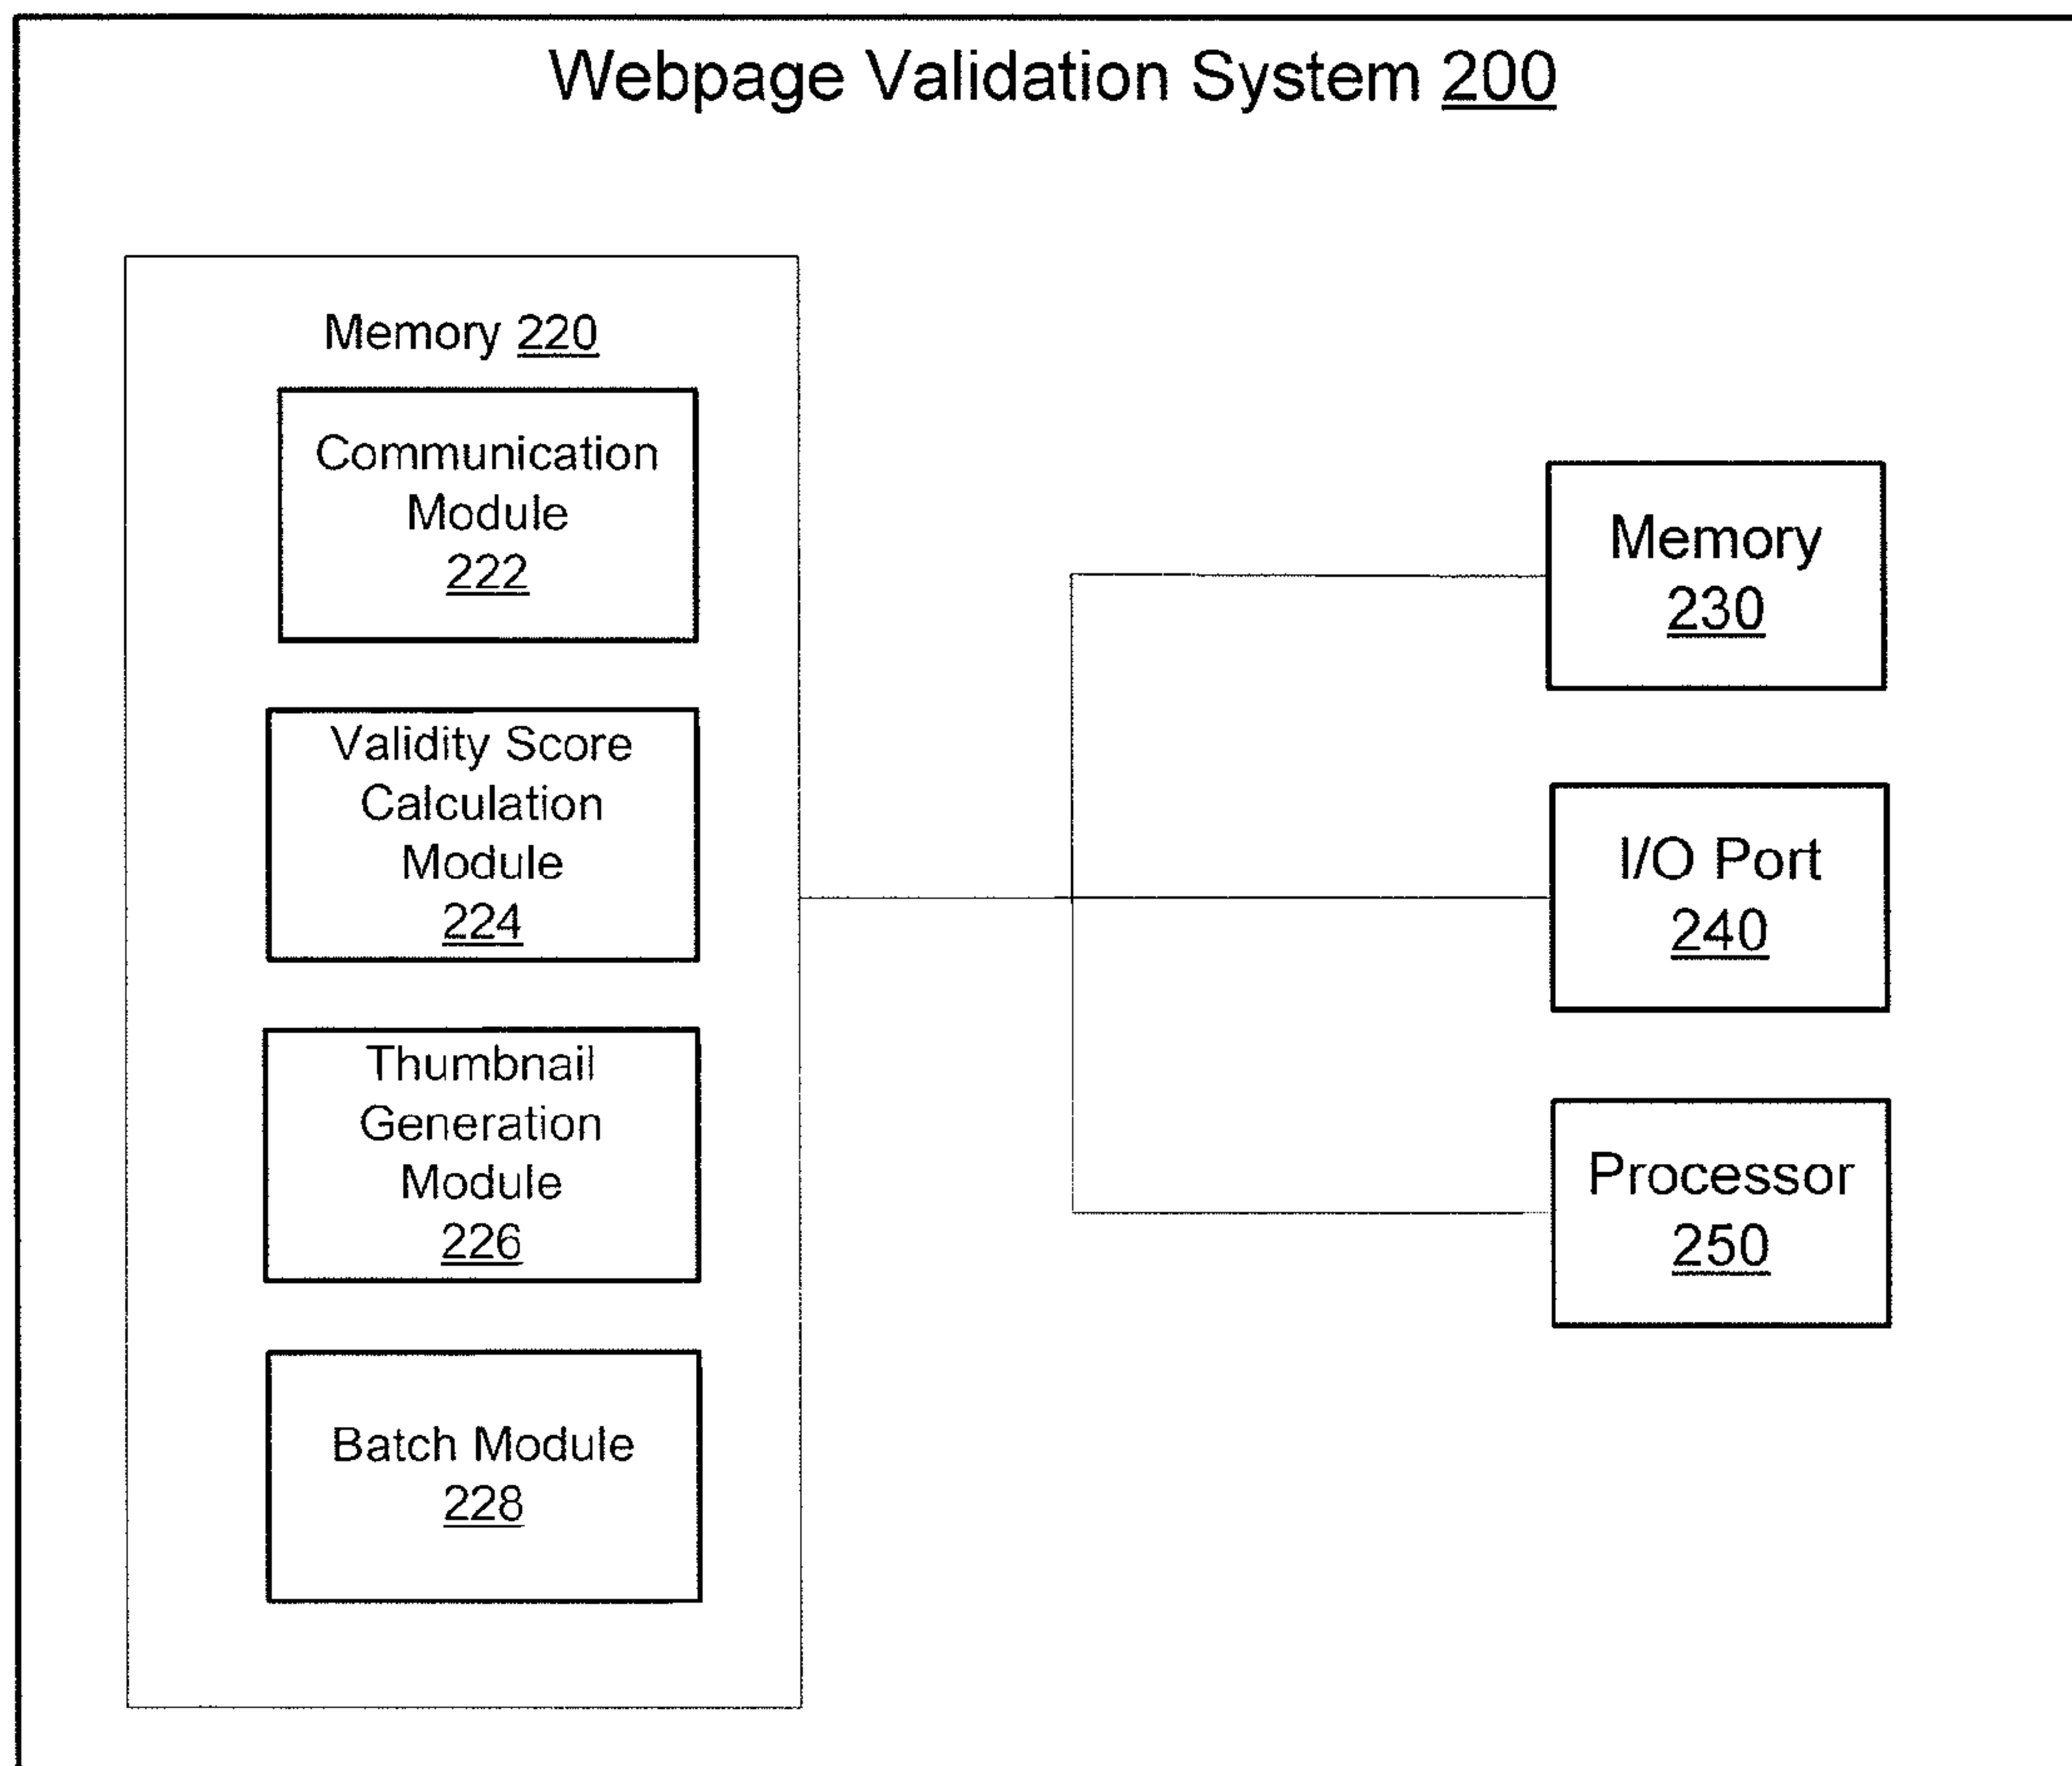 Webpage Validation System 200
Memory 220
Communication
Module
222
Validity Score
Calculation
Module
224
Thumbnail
Generation
Module
226
Batch Module
228
Memory
230
I/O Port
240
Processor
250